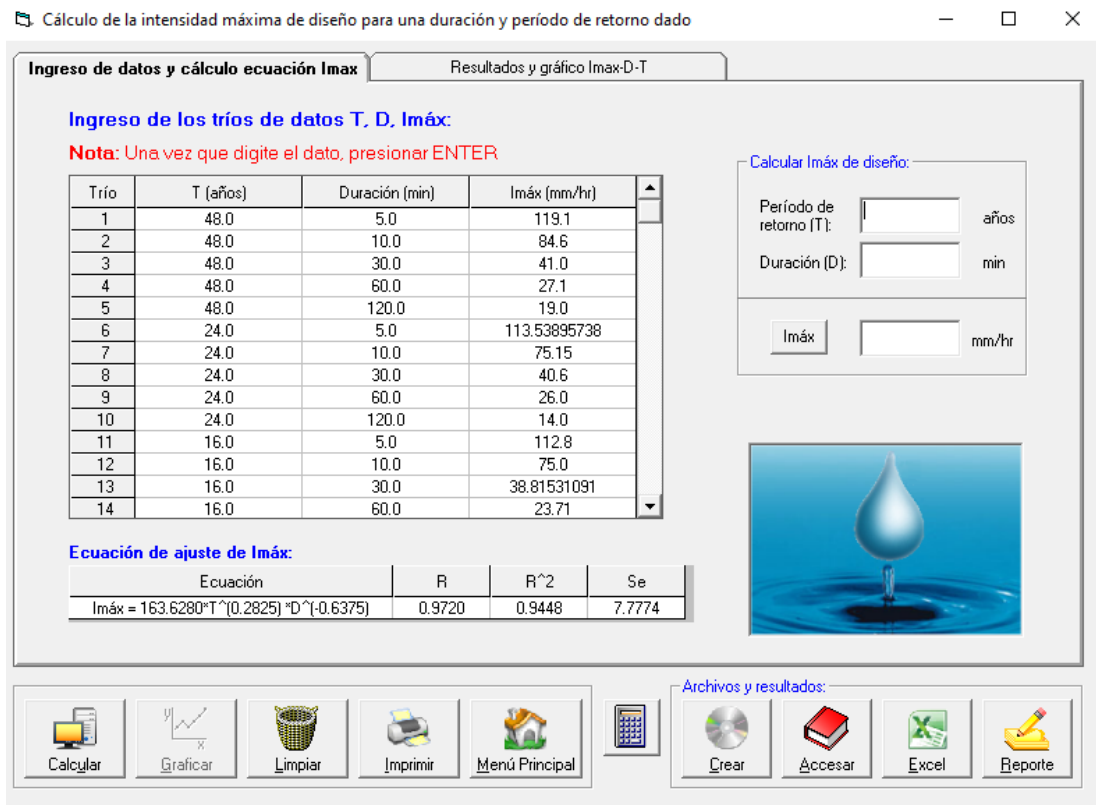 Cálculo de la intensidad máxima de diseño para una duración y período de retorno dado
Ingreso de datos y cálculo ecuación Imax
Resultados y gráfico Imax-D-T
Ingreso de los tríos de datos T, D, Imáx:
Nota: Una vez que digite el dato, presionar ENTER
Trío T (años) Duración (min) Imáx (mm/hr)
1 48.0 5.0 119.1
2 48.0 10.0 84.6
3 48.0 30.0 41.0
4 48.0 60.0 27.1
5 48.0 120.0 19.0
6 24.0 5.0 113.53895738
7 24.0 10.0 75.15
8 24.0 30.0 40.6
9 24.0 60.0 26.0
10 24.0 120.0 14.0
11 16.0 5.0 112.8
12 16.0 10.0 75.0
13 16.0 30.0 38.81531091
14 16.0 60.0 23.71
Calcular Imáx de diseño:
Período de
retorno (T): años
Duración (D): min
Imáx mm/hr
Ecuación de ajuste de Imáx:
Ecuación R R^2 Se
Imáx = 163.6280*T^(0.2825) *D^(-0.6375) 0.9720 0.9448 7.7774
Calcular
Graficar
Limpiar
Imprimir
Menú Principal
Archivos y resultados:
Crear
Accesar
Excel
Reporte